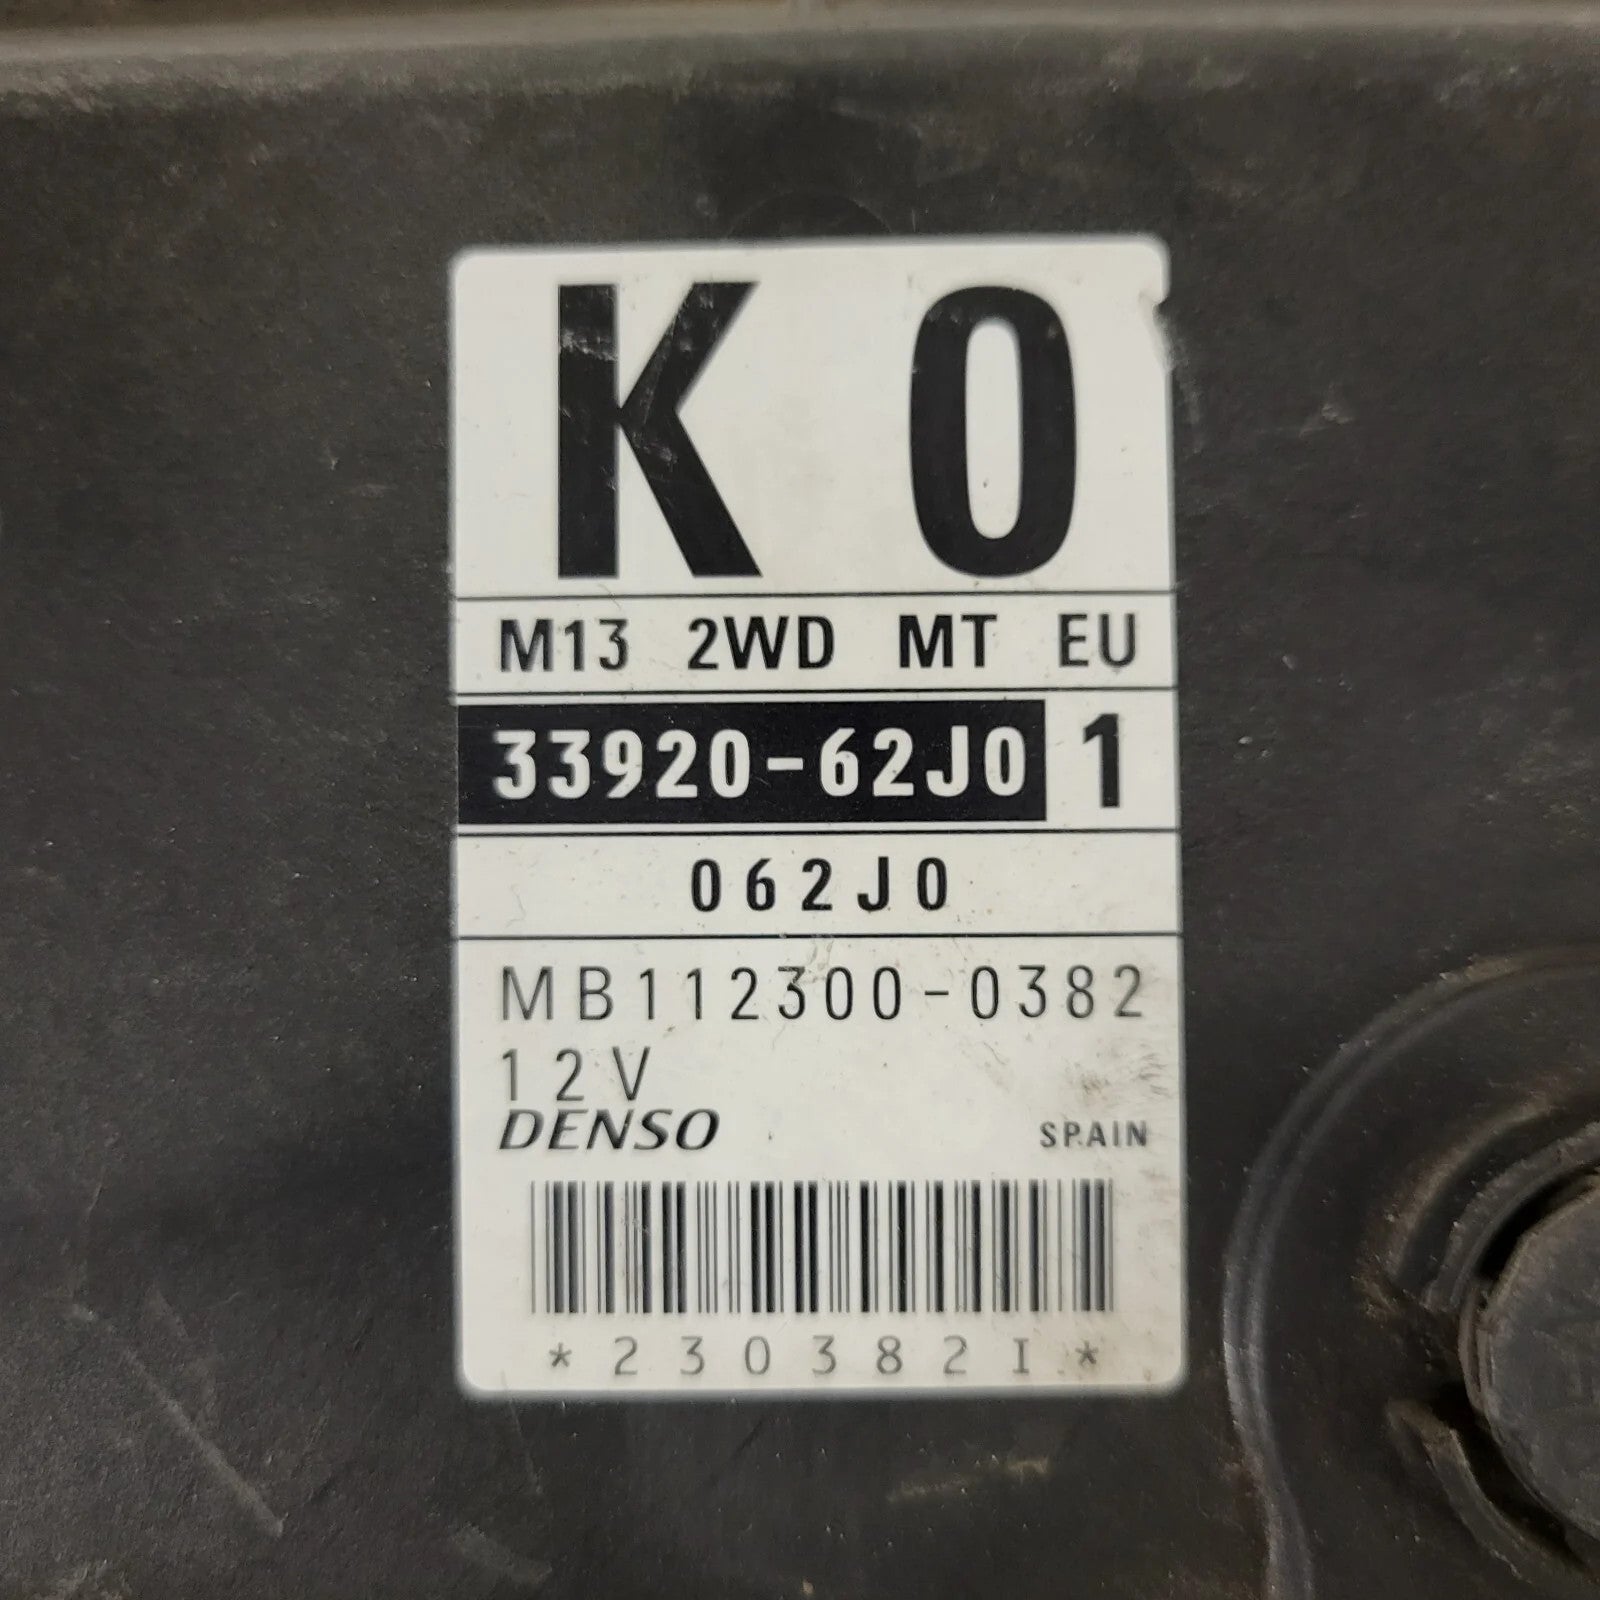 K 0
M13 2WD MT EU
33920-62J0 1
062J0
MB112300-0382
12V
DENSO SPAIN
*230382I*